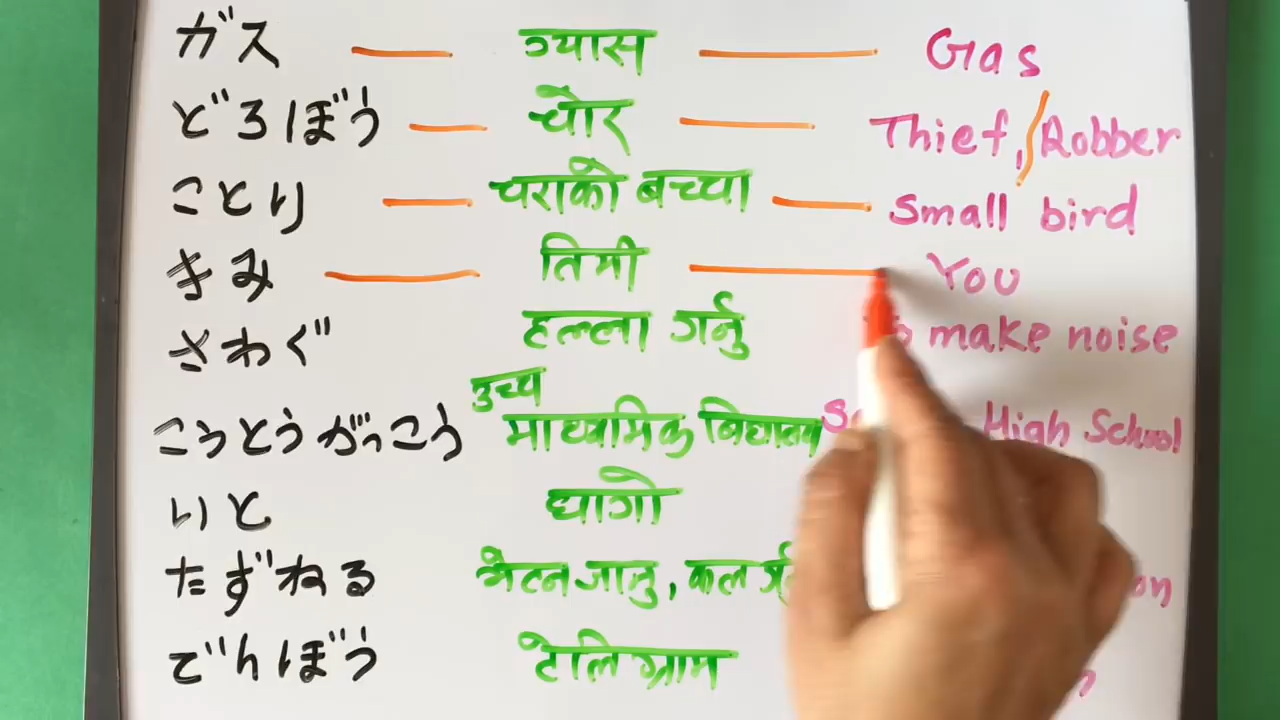 ガス ग्यास Gas
どろぼう चोर Thief, / Robber
ことり चराको बच्चा Small bird
きみ तिमी You
さわぐ हल्ला गर्नु make noise
こうとうがっこう उच्च माध्यमिक विद्यालय High School
いと धागो
たずねる भेट्न जानु, कल
でんぽう टेलिग्राम